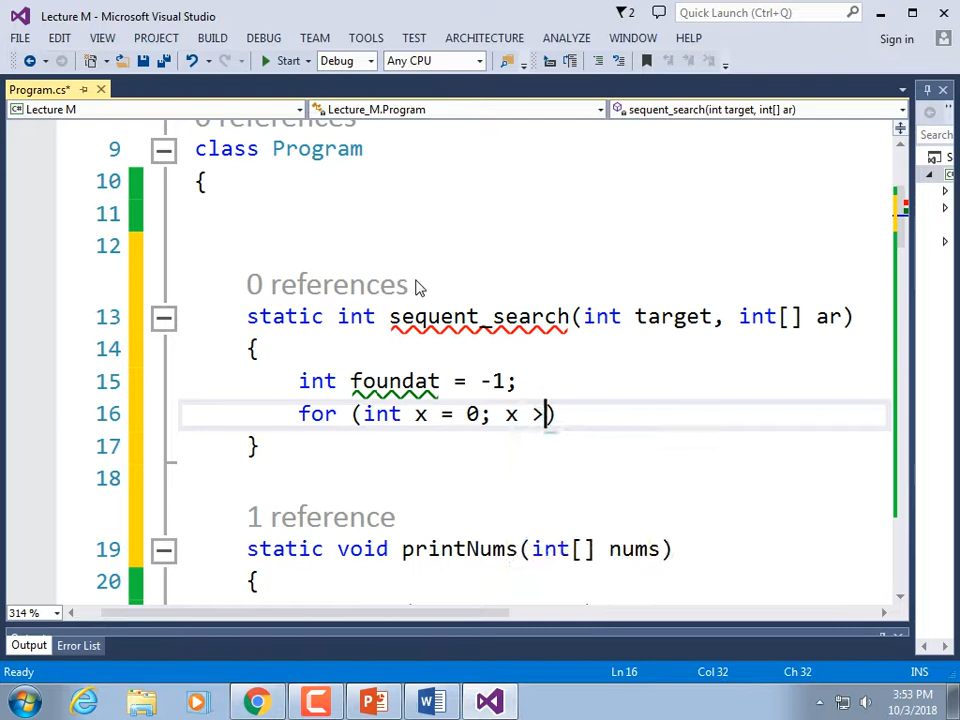 Lecture M - Microsoft Visual Studio
2
Quick Launch (Ctrl+Q)
FILE EDIT VIEW PROJECT BUILD DEBUG TEAM TOOLS TEST ARCHITECTURE ANALYZE WINDOW HELP
Sign in
Start Debug Any CPU
Program.cs*
Lecture M Lecture_M.Program sequent_search(int target, int[] ar)
Search
0 references
9 class Program
10 {
11
12
0 references
13 static int sequent_search(int target, int[] ar)
14 {
15 int foundat = -1;
16 for (int x = 0; x >)
17 }
18
1 reference
19 static void printNums(int[] nums)
20 {
314 %
Output Error List
Ready Ln 16 Col 32 Ch 32 INS
3:53 PM
10/3/2018